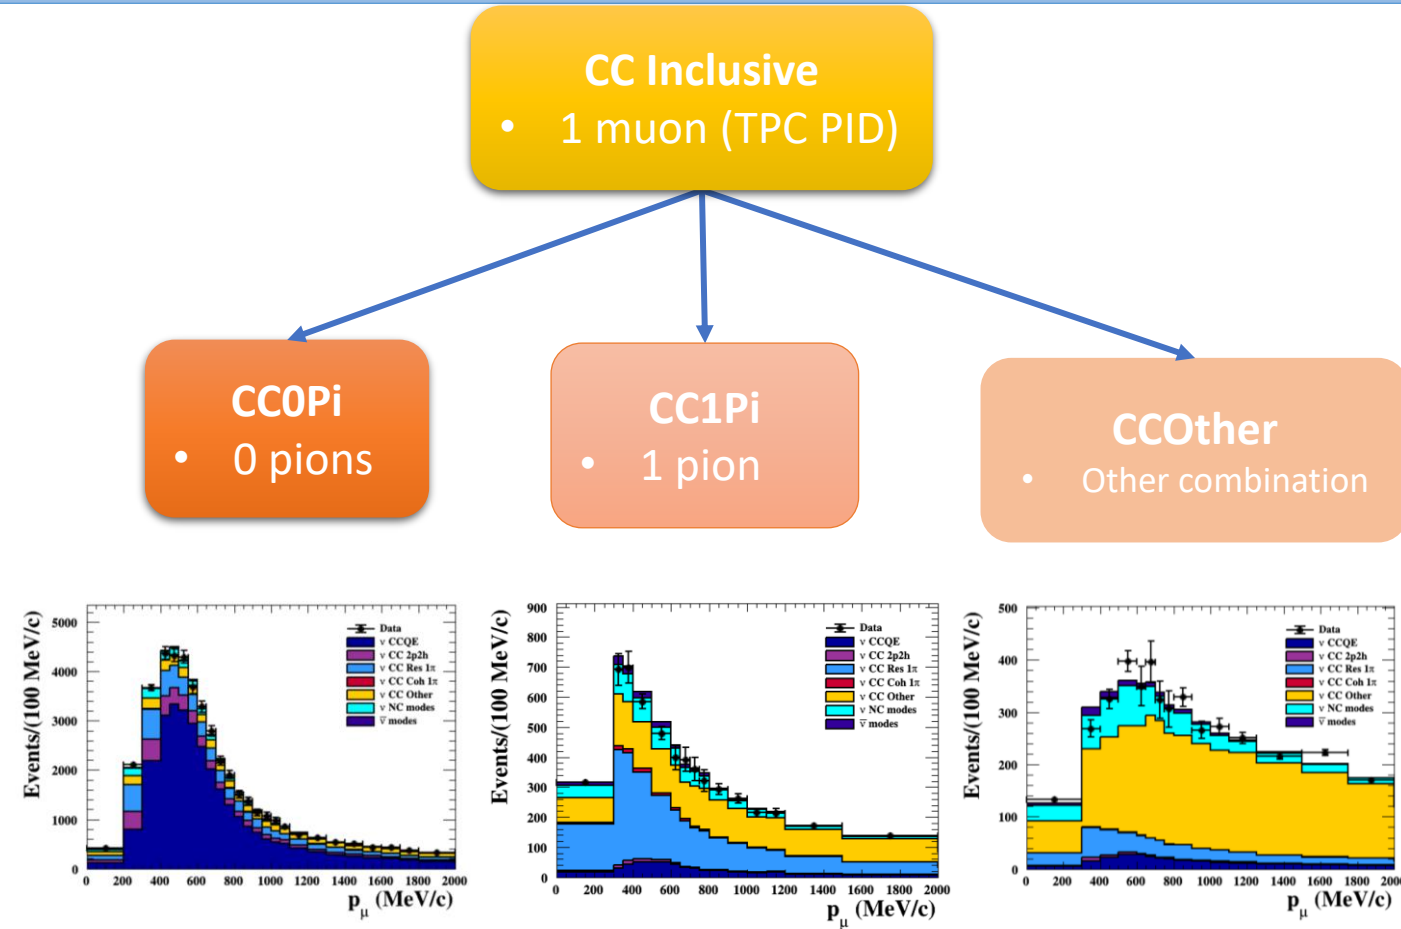 CC Inclusive
• 1 muon (TPC PID)
CC0Pi
• 0 pions
CC1Pi
• 1 pion
CCOther
• Other combination
Events/(100 MeV/c)
5000
4000
3000
2000
1000
0
Data
ν CCQE
ν CC 2p2h
ν CC Res 1π
ν CC Coh 1π
ν CC Other
ν NC modes
ν̅ modes
0 200 400 600 800 1000 1200 1400 1600 1800 2000
pμ (MeV/c)
Events/(100 MeV/c)
900
800
700
600
500
400
300
200
100
0
Data
ν CCQE
ν CC 2p2h
ν CC Res 1π
ν CC Coh 1π
ν CC Other
ν NC modes
ν̅ modes
0 200 400 600 800 1000 1200 1400 1600 1800 2000
pμ (MeV/c)
Events/(100 MeV/c)
500
400
300
200
100
0
Data
ν CCQE
ν CC 2p2h
ν CC Res 1π
ν CC Coh 1π
ν CC Other
ν NC modes
ν̅ modes
0 200 400 600 800 1000 1200 1400 1600 1800 200
pμ (MeV/c)